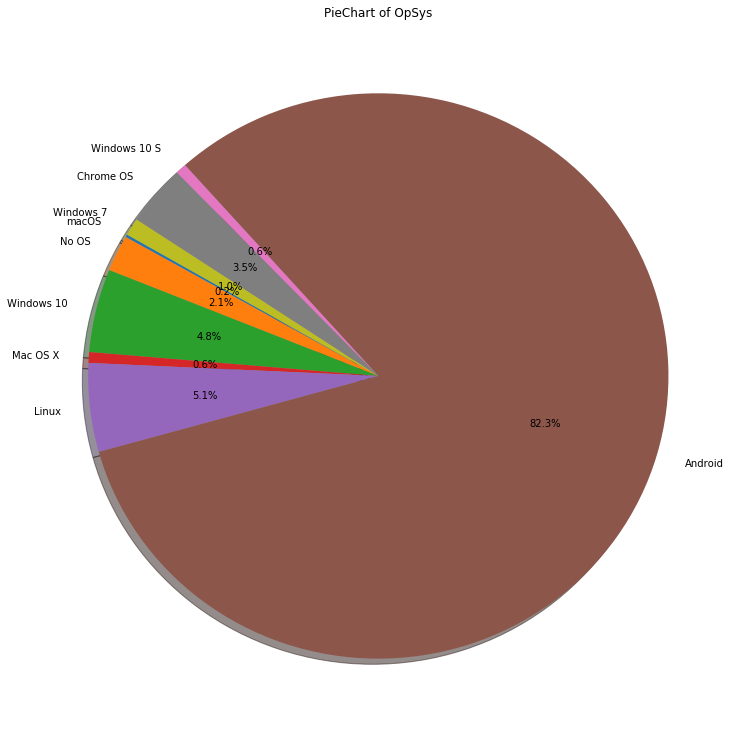 PieChart of OpSys
Windows 10 S
Chrome OS
Windows 7
macOS
No OS
Windows 10
Mac OS X
Linux
Android
0.6%
3.5%
1.0%
0.2%
2.1%
4.8%
0.6%
5.1%
82.3%